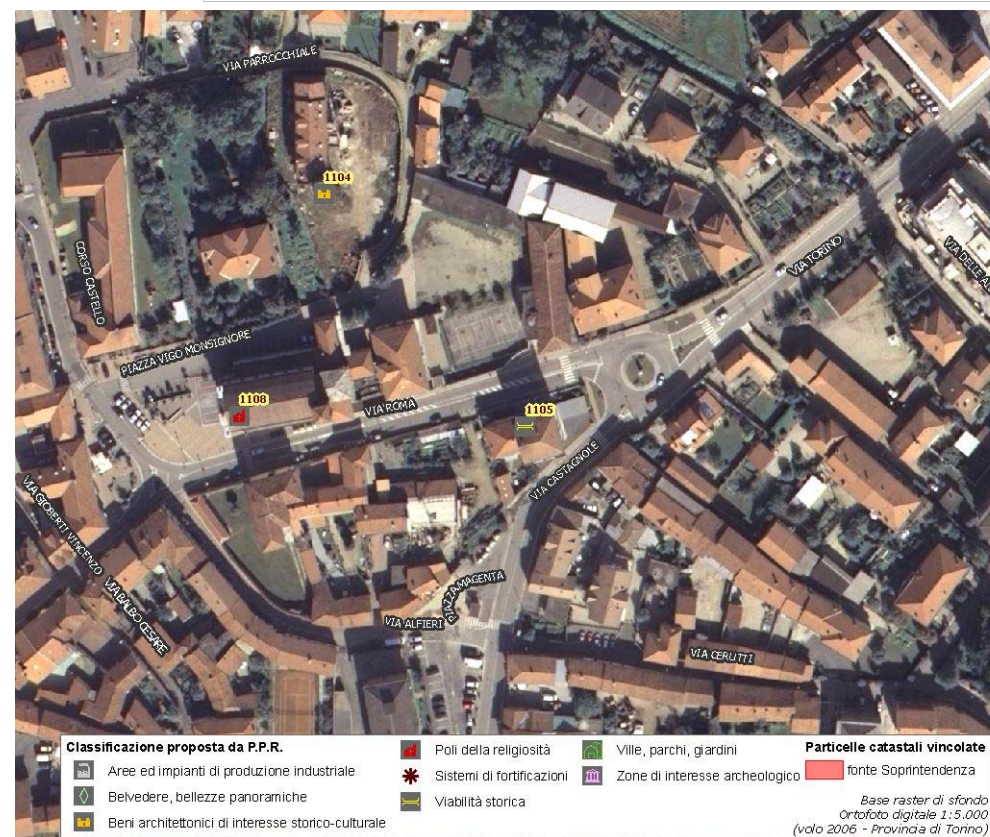 VIA PARROCCHIALE
1104
CORSO CASTELLO
VIA TORINO
PIAZZA VIGO MONSIGNORE
1108
VIA ROMA
1105
VIA CASTAGNOLE
VIA GIOBERTI VINCENZO
VIA BALBO CESARE
PIAZZA MAGENTA
VIA ALFIERI
VIA CERUTTI
Classificazione proposta da P.P.R.
Aree ed impianti di produzione industriale
Belvedere, bellezze panoramiche
Beni architettonici di interesse storico-culturale
Poli della religiosità
Sistemi di fortificazioni
Viabilità storica
Ville, parchi, giardini
Zone di interesse archeologico
Particelle catastali vincolate
fonte Soprintendenza
Base raster di sfondo
Ortofoto digitale 1:5.000
(volo 2006 - Provincia di Torino)